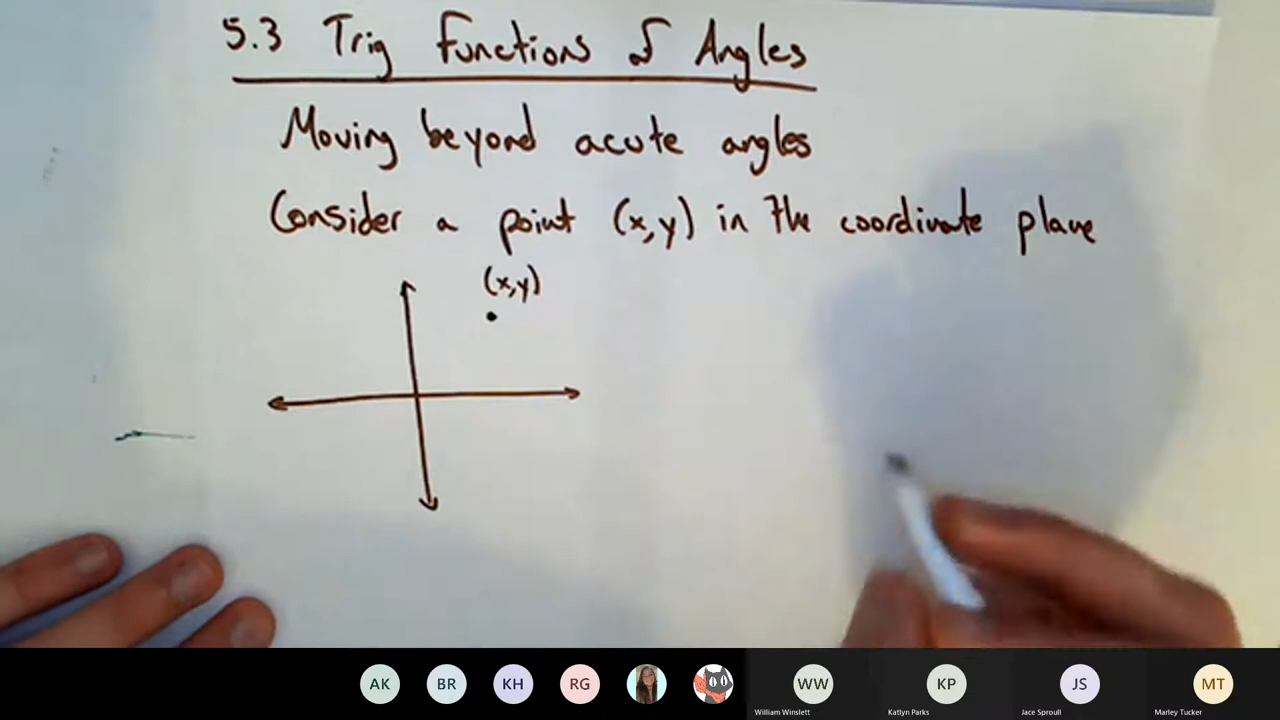 5.3 Trig Functions of Angles
Moving beyond acute angles
Consider a point (x,y) in the coordinate plane
(x,y)
AK BR KH RG WW KP JS MT
William Winslett Katlyn Parks Jace Sproull Marley Tucker